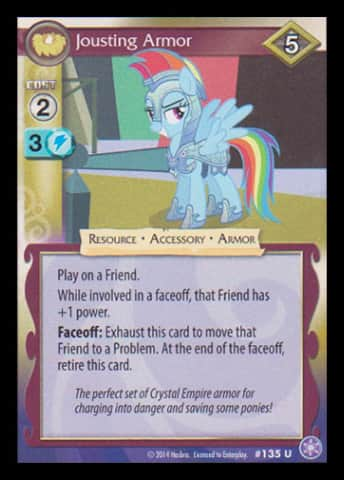 Jousting Armor
5
COST
2
3
RESOURCE • ACCESSORY • ARMOR
Play on a Friend.
While involved in a faceoff, that Friend has
+1 power.
Faceoff: Exhaust this card to move that
Friend to a Problem. At the end of the faceoff,
retire this card.
The perfect set of Crystal Empire armor for
charging into danger and saving some ponies!
© 2014 Hasbro. Licensed to Enterplay. #135 U